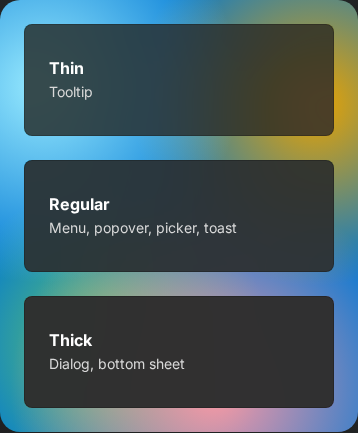 Thin
Tooltip
Regular
Menu, popover, picker, toast
Thick
Dialog, bottom sheet